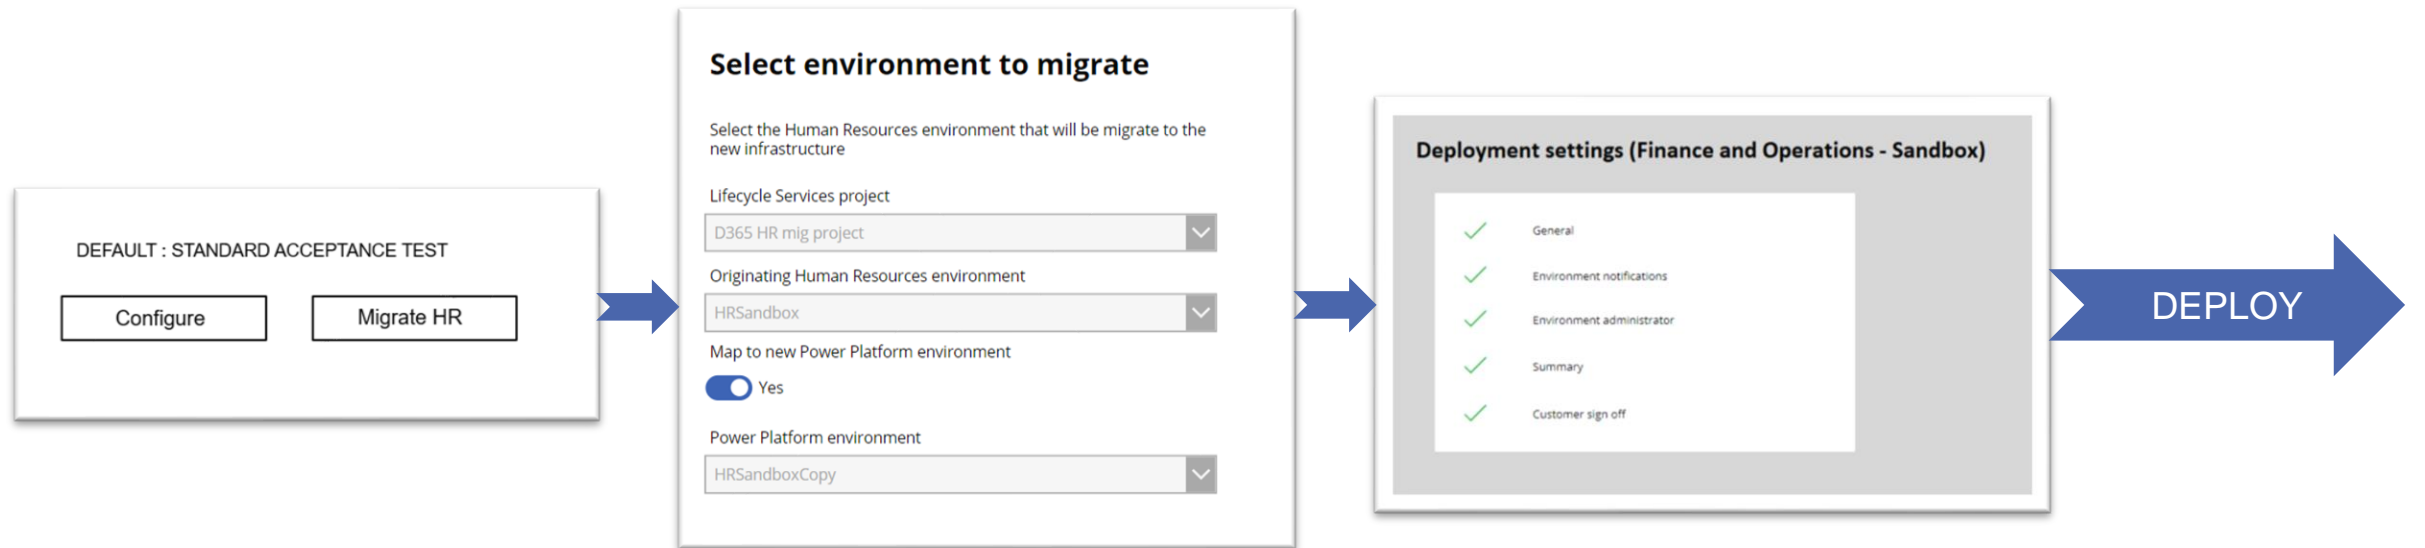 DEFAULT : STANDARD ACCEPTANCE TEST
Configure
Migrate HR
Select environment to migrate
Select the Human Resources environment that will be migrate to the
new infrastructure
Lifecycle Services project
D365 HR mig project
Originating Human Resources environment
HRSandbox
Map to new Power Platform environment
Yes
Power Platform environment
HRSandboxCopy
Deployment settings (Finance and Operations - Sandbox)
General
Environment notifications
Environment administrator
Summary
Customer sign off
DEPLOY